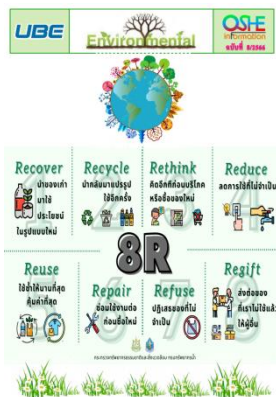 UBE
Environmental
OSHE
information
ฉบับที่ 8/2566
Recover
นำของเก่า
มาใช้
ประโยชน์
ในรูปแบบใหม่
Recycle
นำกลับมาแปรรูป
ใช้อีกครั้ง
Rethink
คิดอีกทีก่อนบริโภค
หรือซื้อของใหม่
Reduce
ลดการใช้ที่ไม่จำเป็น
8R
Reuse
ใช้ซ้ำให้นานที่สุด
คุ้มค่าที่สุด
Repair
ซ่อมใช้งานต่อ
ก่อนซื้อใหม่
Refuse
ปฏิเสธของที่ไม่
จำเป็น
Regift
ส่งต่อของ
ที่เราไม่ใช้แล้ว
ให้ผู้อื่น